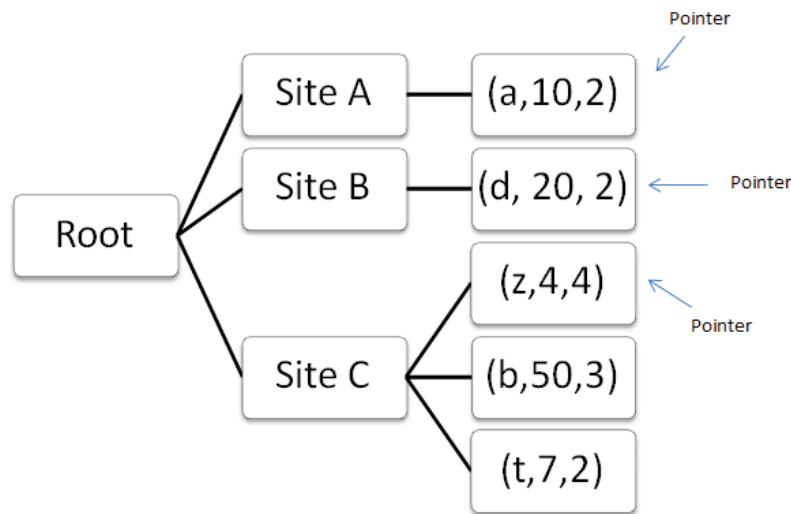 Pointer
Site A
(a,10,2)
Site B
(d, 20, 2)
Pointer
Root
(z,4,4)
Pointer
Site C
(b,50,3)
(t,7,2)